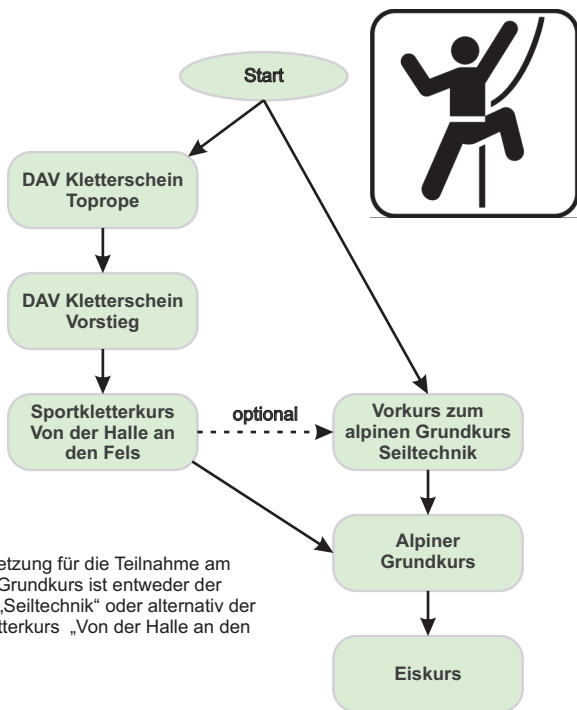 Start
DAV Kletterschein
Toprope
DAV Kletterschein
Vorstieg
Sportkletterkurs
Von der Halle an
den Fels
optional
Vorkurs zum
alpinen Grundkurs
Seiltechnik
Alpiner
Grundkurs
Eiskurs
für die Teilnahme am
Grundkurs ist entweder der
„Seiltechnik“ oder alternativ der
„Von der Halle an den